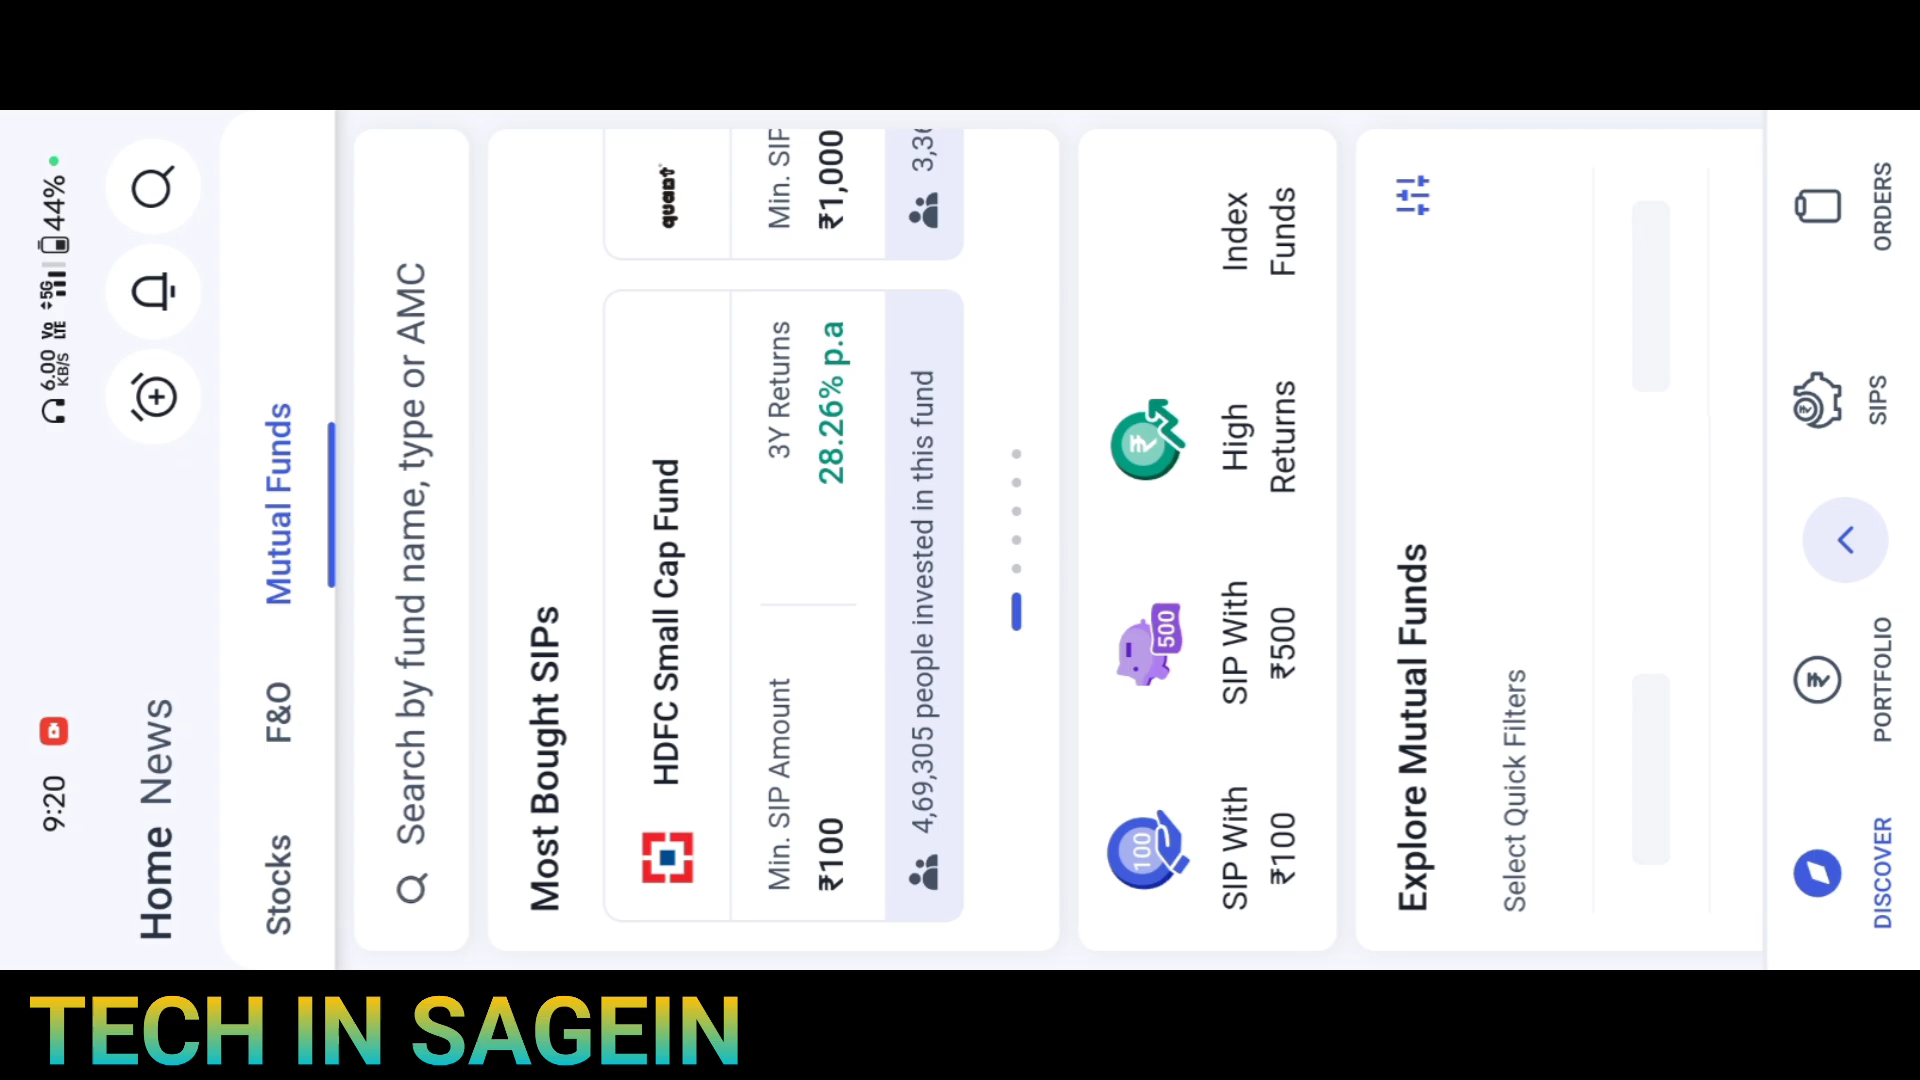 9:20
6.00 KB/s Vo LTE 5G 44%
Home News
Stocks F&O Mutual Funds
Search by fund name, type or AMC
Most Bought SIPs
HDFC Small Cap Fund
Min. SIP Amount 3Y Returns
₹100 28.26% p.a
4,69,305 people invested in this fund
quant
Min. SIP
₹1,000
3,36
100
SIP With
₹100
500
SIP With
₹500
High
Returns
Index
Funds
Explore Mutual Funds
Select Quick Filters
DISCOVER PORTFOLIO SIPS ORDERS
TECH IN SAGEIN